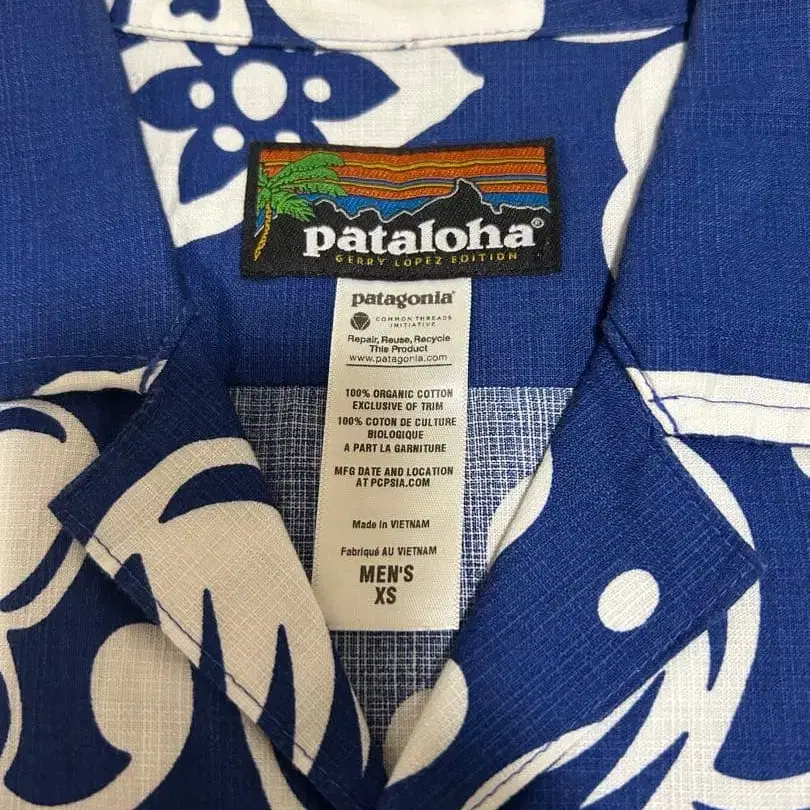 pataloha®
GERRY LOPEZ EDITION
patagonia®
COMMON THREADS
INITIATIVE™
Repair, Reuse, Recycle
This Product
www.patagonia.com
100% ORGANIC COTTON
EXCLUSIVE OF TRIM
100% COTON DE CULTURE
BIOLOGIQUE
A PART LA GARNITURE
MFG DATE AND LOCATION
AT PCPSIA.COM
Made in VIETNAM
Fabriqué AU VIETNAM
MEN'S
XS